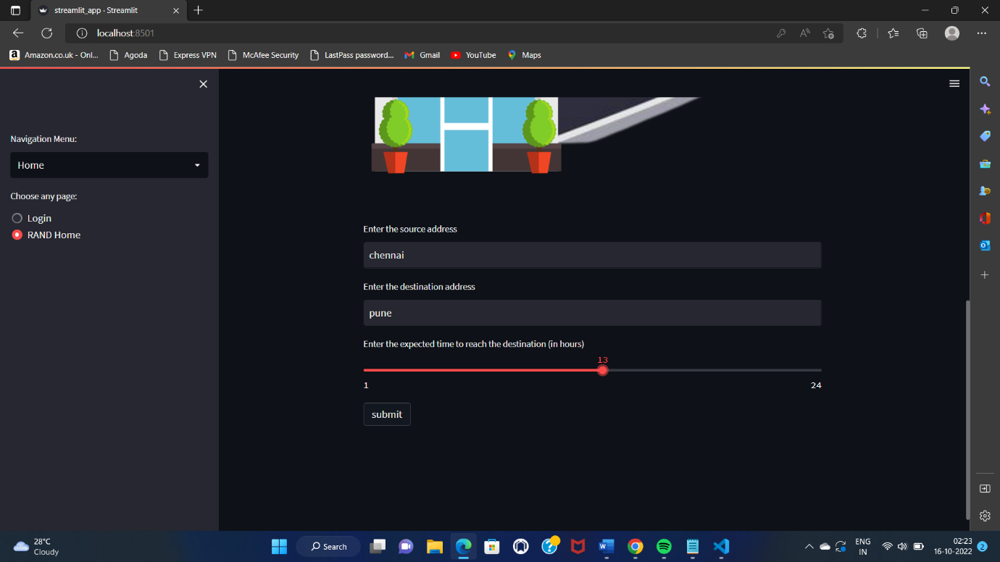 streamlit_app · Streamlit
localhost:8501
Amazon.co.uk - Onl...
Agoda
Express VPN
McAfee Security
LastPass password...
Gmail
YouTube
Maps
Navigation Menu:
Home
Choose any page:
Login
RAND Home
Enter the source address
chennai
Enter the destination address
pune
Enter the expected time to reach the destination (in hours)
13
1
24
submit
28°C
Cloudy
Search
ENG
IN
02:23
16-10-2022
2